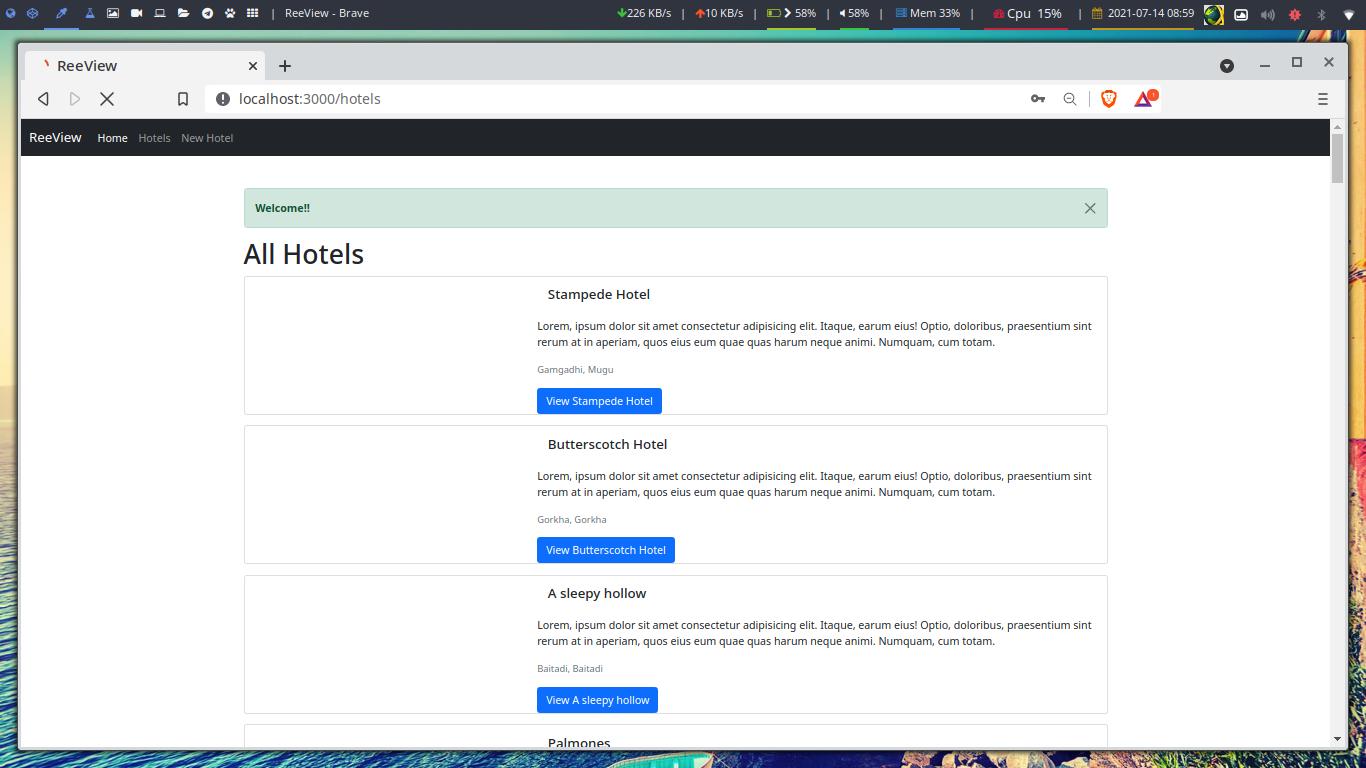 | ReeView - Brave
226 KB/s | 10 KB/s | 58% | 58% | Mem 33% | Cpu 15% | 2021-07-14 08:59
ReeView
localhost:3000/hotels
1
ReeView Home Hotels New Hotel
Welcome!!
All Hotels
Stampede Hotel
Lorem, ipsum dolor sit amet consectetur adipisicing elit. Itaque, earum eius! Optio, doloribus, praesentium sint
rerum at in aperiam, quos eius eum quae quas harum neque animi. Numquam, cum totam.
Gamgadhi, Mugu
View Stampede Hotel
Butterscotch Hotel
Lorem, ipsum dolor sit amet consectetur adipisicing elit. Itaque, earum eius! Optio, doloribus, praesentium sint
rerum at in aperiam, quos eius eum quae quas harum neque animi. Numquam, cum totam.
Gorkha, Gorkha
View Butterscotch Hotel
A sleepy hollow
Lorem, ipsum dolor sit amet consectetur adipisicing elit. Itaque, earum eius! Optio, doloribus, praesentium sint
rerum at in aperiam, quos eius eum quae quas harum neque animi. Numquam, cum totam.
Baitadi, Baitadi
View A sleepy hollow
Palmones